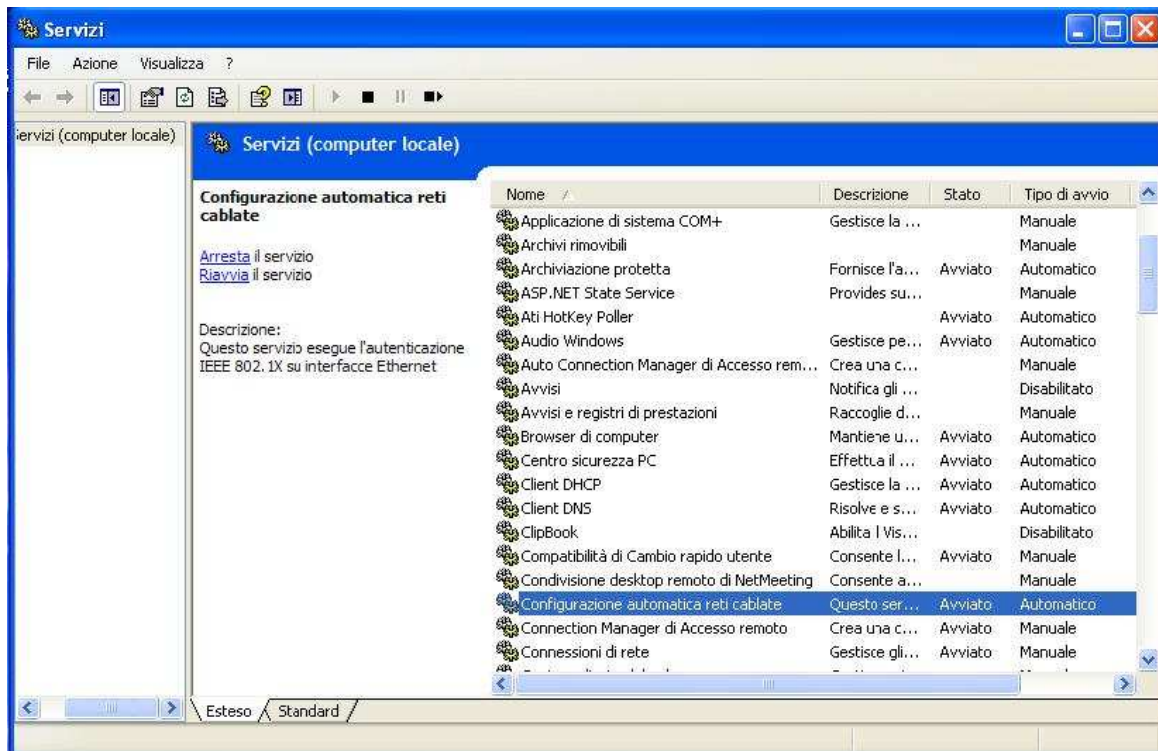 Servizi
File Azione Visualizza ?
ervizi (computer locale)
Servizi (computer locale)
Configurazione automatica reti
cablate
Arresta il servizio
Riavvia il servizio
Descrizione:
Questo servizio esegue l'autenticazione
IEEE 802.1X su interfacce Ethernet
Nome Descrizione Stato Tipo di avvio
Applicazione di sistema COM+ Gestisce la ... Manuale
Archivi rimovibili Manuale
Archiviazione protetta Fornisce l'a... Avviato Automatico
ASP.NET State Service Provides su... Manuale
Ati HotKey Poller Avviato Automatico
Audio Windows Gestisce pe... Avviato Automatico
Auto Connection Manager di Accesso rem... Crea una c... Manuale
Avvisi Notifica gli ... Disabilitato
Avvisi e registri di prestazioni Raccoglie d... Manuale
Browser di computer Mantiene u... Avviato Automatico
Centro sicurezza PC Effettua il ... Avviato Automatico
Client DHCP Gestisce la ... Avviato Automatico
Client DNS Risolve e s... Avviato Automatico
ClipBook Abilita il Vis... Disabilitato
Compatibilità di Cambio rapido utente Consente l... Avviato Manuale
Condivisione desktop remoto di NetMeeting Consente a... Manuale
Configurazione automatica reti cablate Questo ser... Avviato Automatico
Connection Manager di Accesso remoto Crea una c... Avviato Manuale
Connessioni di rete Gestisce gli... Avviato Manuale
Esteso Standard